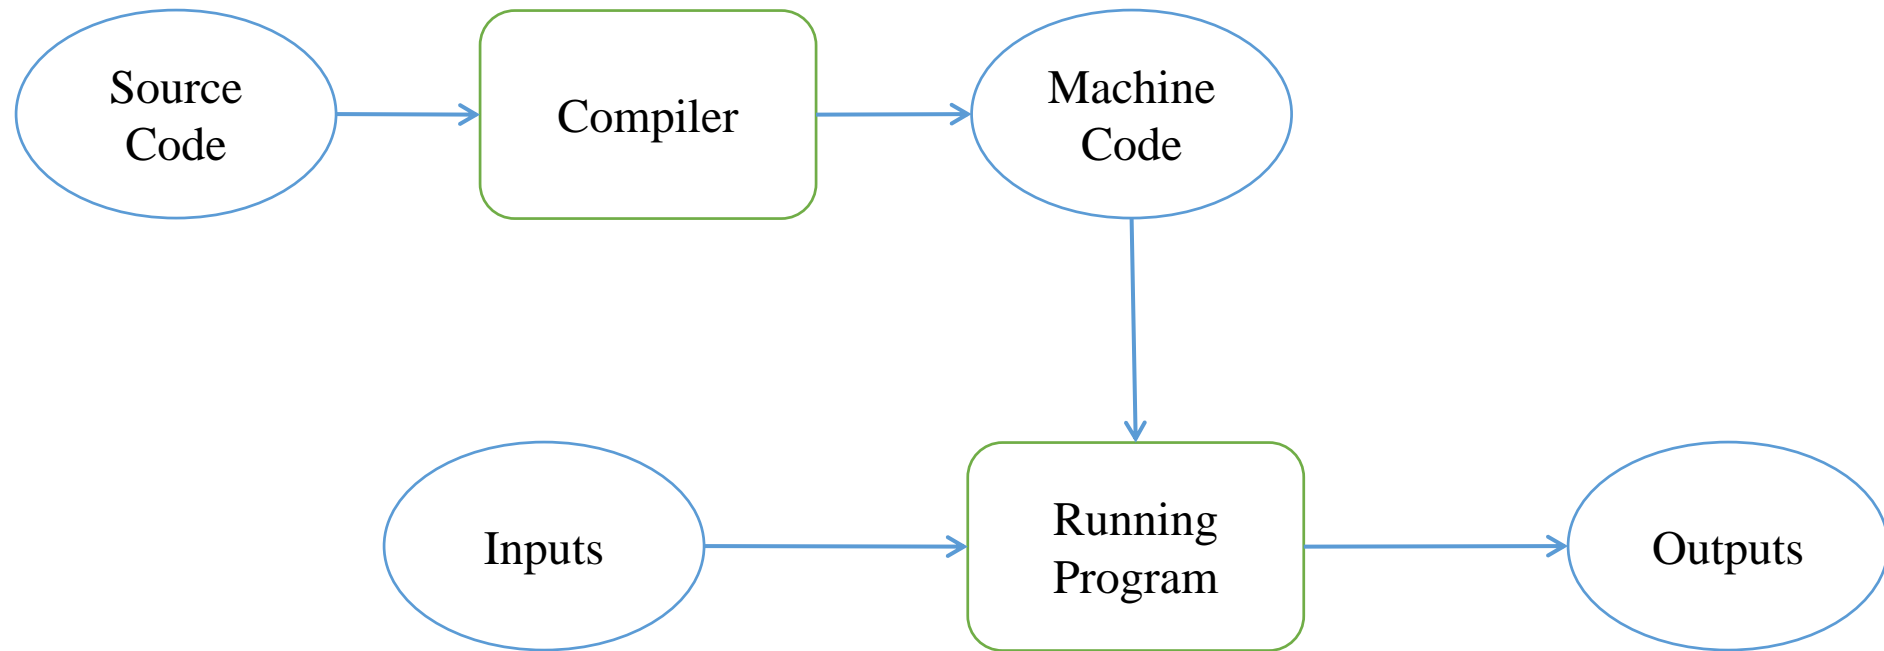 Source
Code
Compiler
Machine
Code
Inputs
Running
Program
Outputs